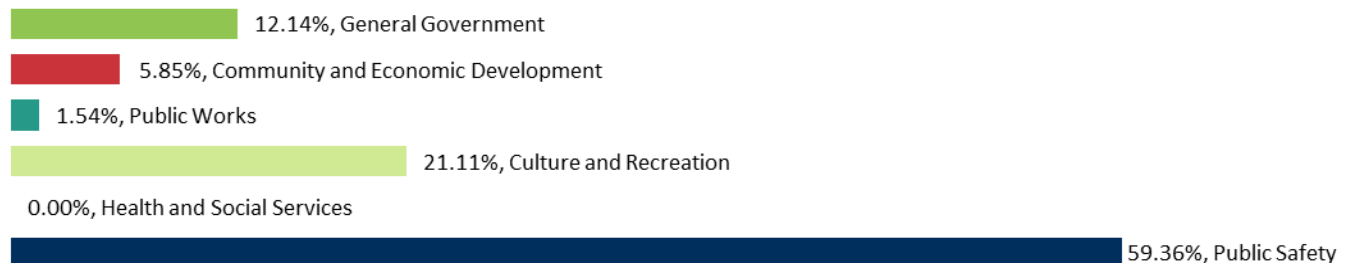 12.14%, General Government
5.85%, Community and Economic Development
1.54%, Public Works
21.11%, Culture and Recreation
0.00%, Health and Social Services
59.36%, Public Safety